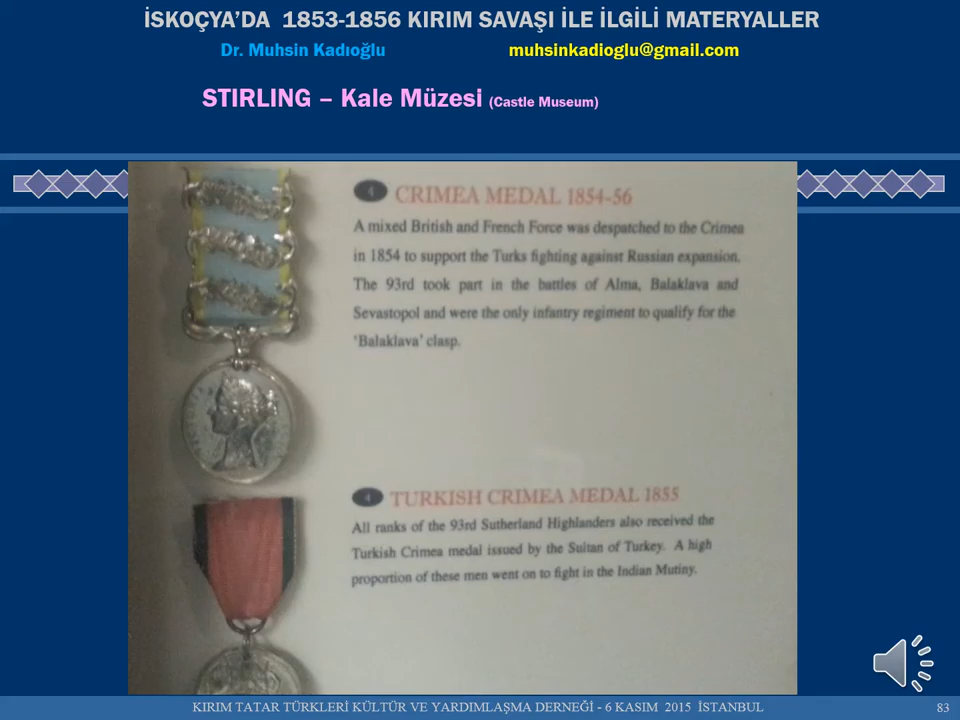 İSKOÇYA'DA 1853-1856 KIRIM SAVAŞI İLE İLGİLİ MATERYALLER
Dr. Muhsin Kadıoğlu muhsinkadioglu@gmail.com
STIRLING – Kale Müzesi (Castle Museum)
4 CRIMEA MEDAL 1854-56
A mixed British and French Force was despatched to the Crimea
in 1854 to support the Turks fighting against Russian expansion.
The 93rd took part in the battles of Alma, Balaklava and
Sevastopol and were the only infantry regiment to qualify for the
'Balaklava' clasp.
4 TURKISH CRIMEA MEDAL 1855
All ranks of the 93rd Sutherland Highlanders also received the
Turkish Crimea medal issued by the Sultan of Turkey. A high
proportion of these men went on to fight in the Indian Mutiny.
KIRIM TATAR TÜRKLERİ KÜLTÜR VE YARDIMLAŞMA DERNEĞİ - 6 KASIM 2015 İSTANBUL 83